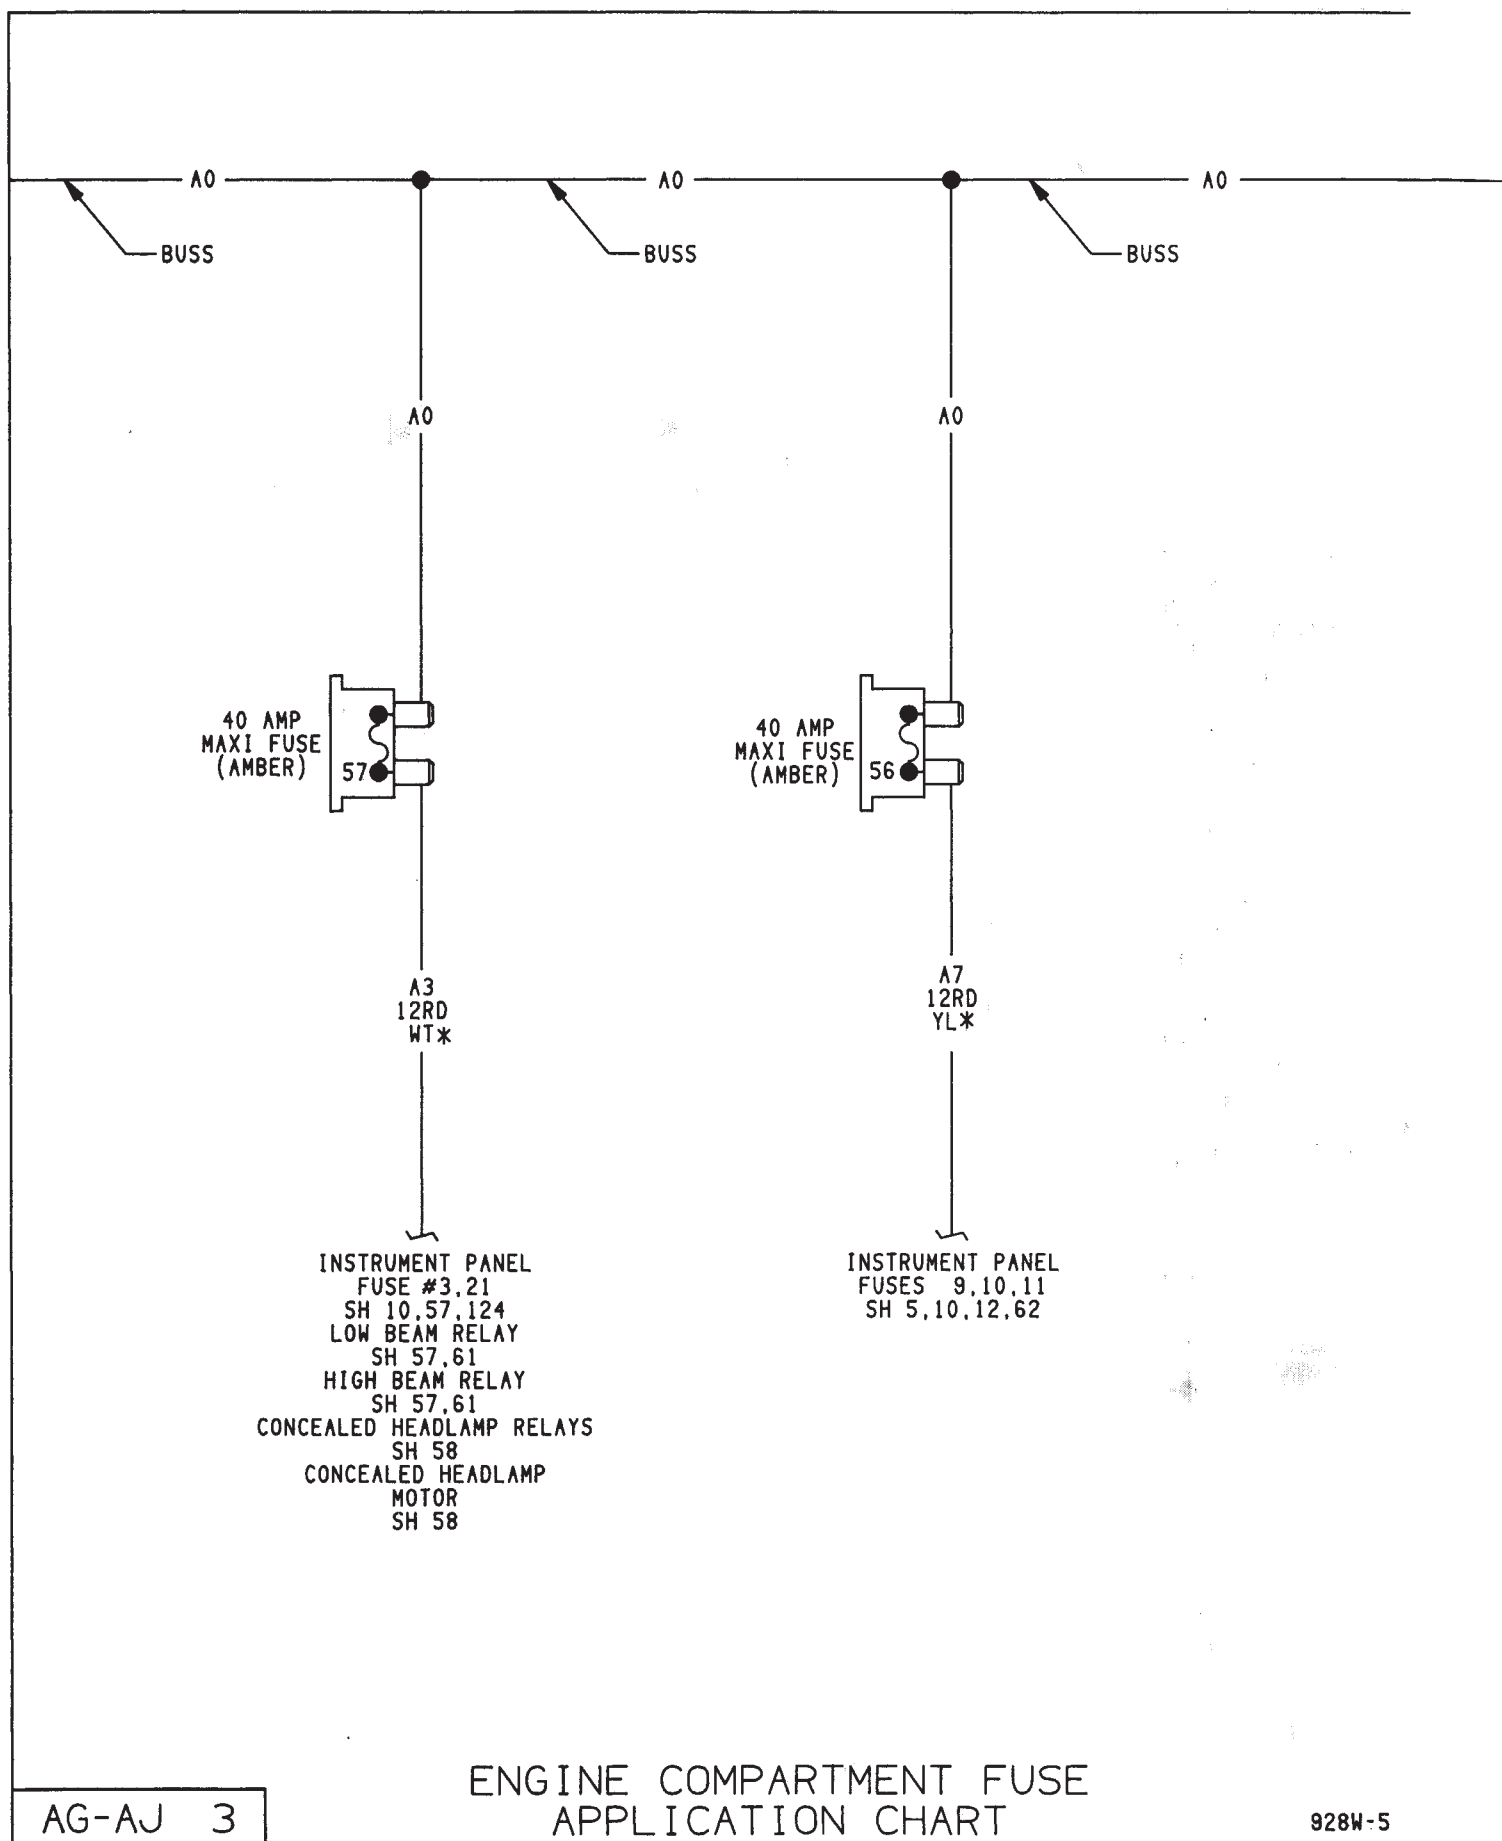 A0 A0 A0
BUSS BUSS BUSS
A0 A0
40 AMP
MAXI FUSE
(AMBER)
57
40 AMP
MAXI FUSE
(AMBER)
56
A3
12RD
WT*
A7
12RD
YL*
INSTRUMENT PANEL
FUSE #3,21
SH 10,57,124
LOW BEAM RELAY
SH 57,61
HIGH BEAM RELAY
SH 57,61
CONCEALED HEADLAMP RELAYS
SH 58
CONCEALED HEADLAMP
MOTOR
SH 58
INSTRUMENT PANEL
FUSES 9,10,11
SH 5,10,12,62
AG-AJ 3
ENGINE COMPARTMENT FUSE
APPLICATION CHART
928W-5